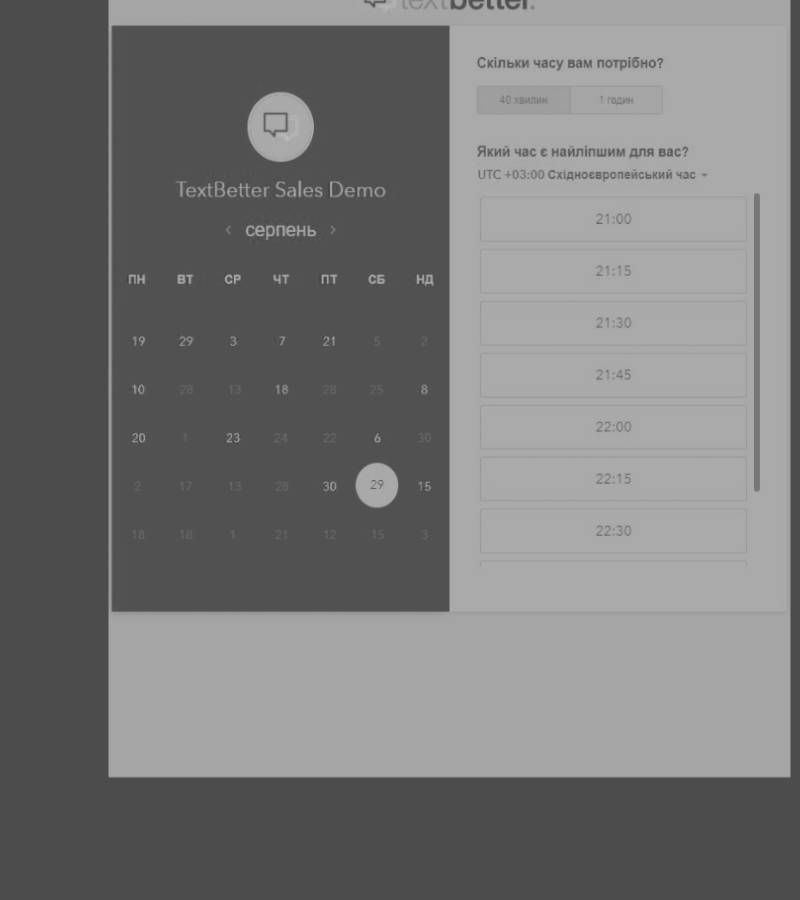 textbetter.
TextBetter Sales Demo
‹ серпень ›
ПН ВТ СР ЧТ ПТ СБ НД
19 29 3 7 21 5 2
10 28 13 18 28 25 8
20 1 23 24 22 6 30
2 17 13 28 30 29 15
18 18 1 21 12 15 3
Скільки часу вам потрібно?
40 хвилин 1 годин
Який час є найліпшим для вас?
UTC +03:00 Східноєвропейський час
21:00
21:15
21:30
21:45
22:00
22:15
22:30